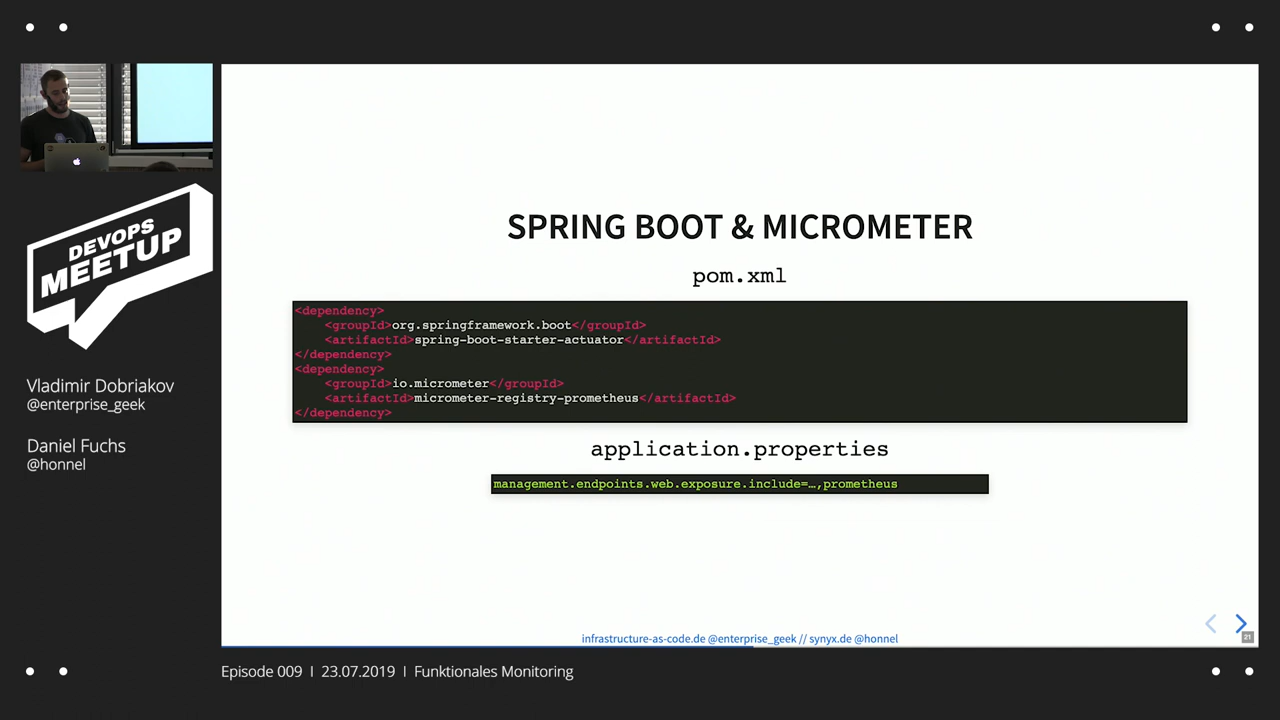 DEVOPS
MEETUP
Vladimir Dobriakov
@enterprise_geek
Daniel Fuchs
@honnel
SPRING BOOT & MICROMETER
pom.xml
<dependency>
    <groupId>org.springframework.boot</groupId>
    <artifactId>spring-boot-starter-actuator</artifactId>
</dependency>
<dependency>
    <groupId>io.micrometer</groupId>
    <artifactId>micrometer-registry-prometheus</artifactId>
</dependency>
application.properties
management.endpoints.web.exposure.include=…,prometheus
infrastructure-as-code.de @enterprise_geek // synyx.de @honnel
21
Episode 009 | 23.07.2019 | Funktionales Monitoring